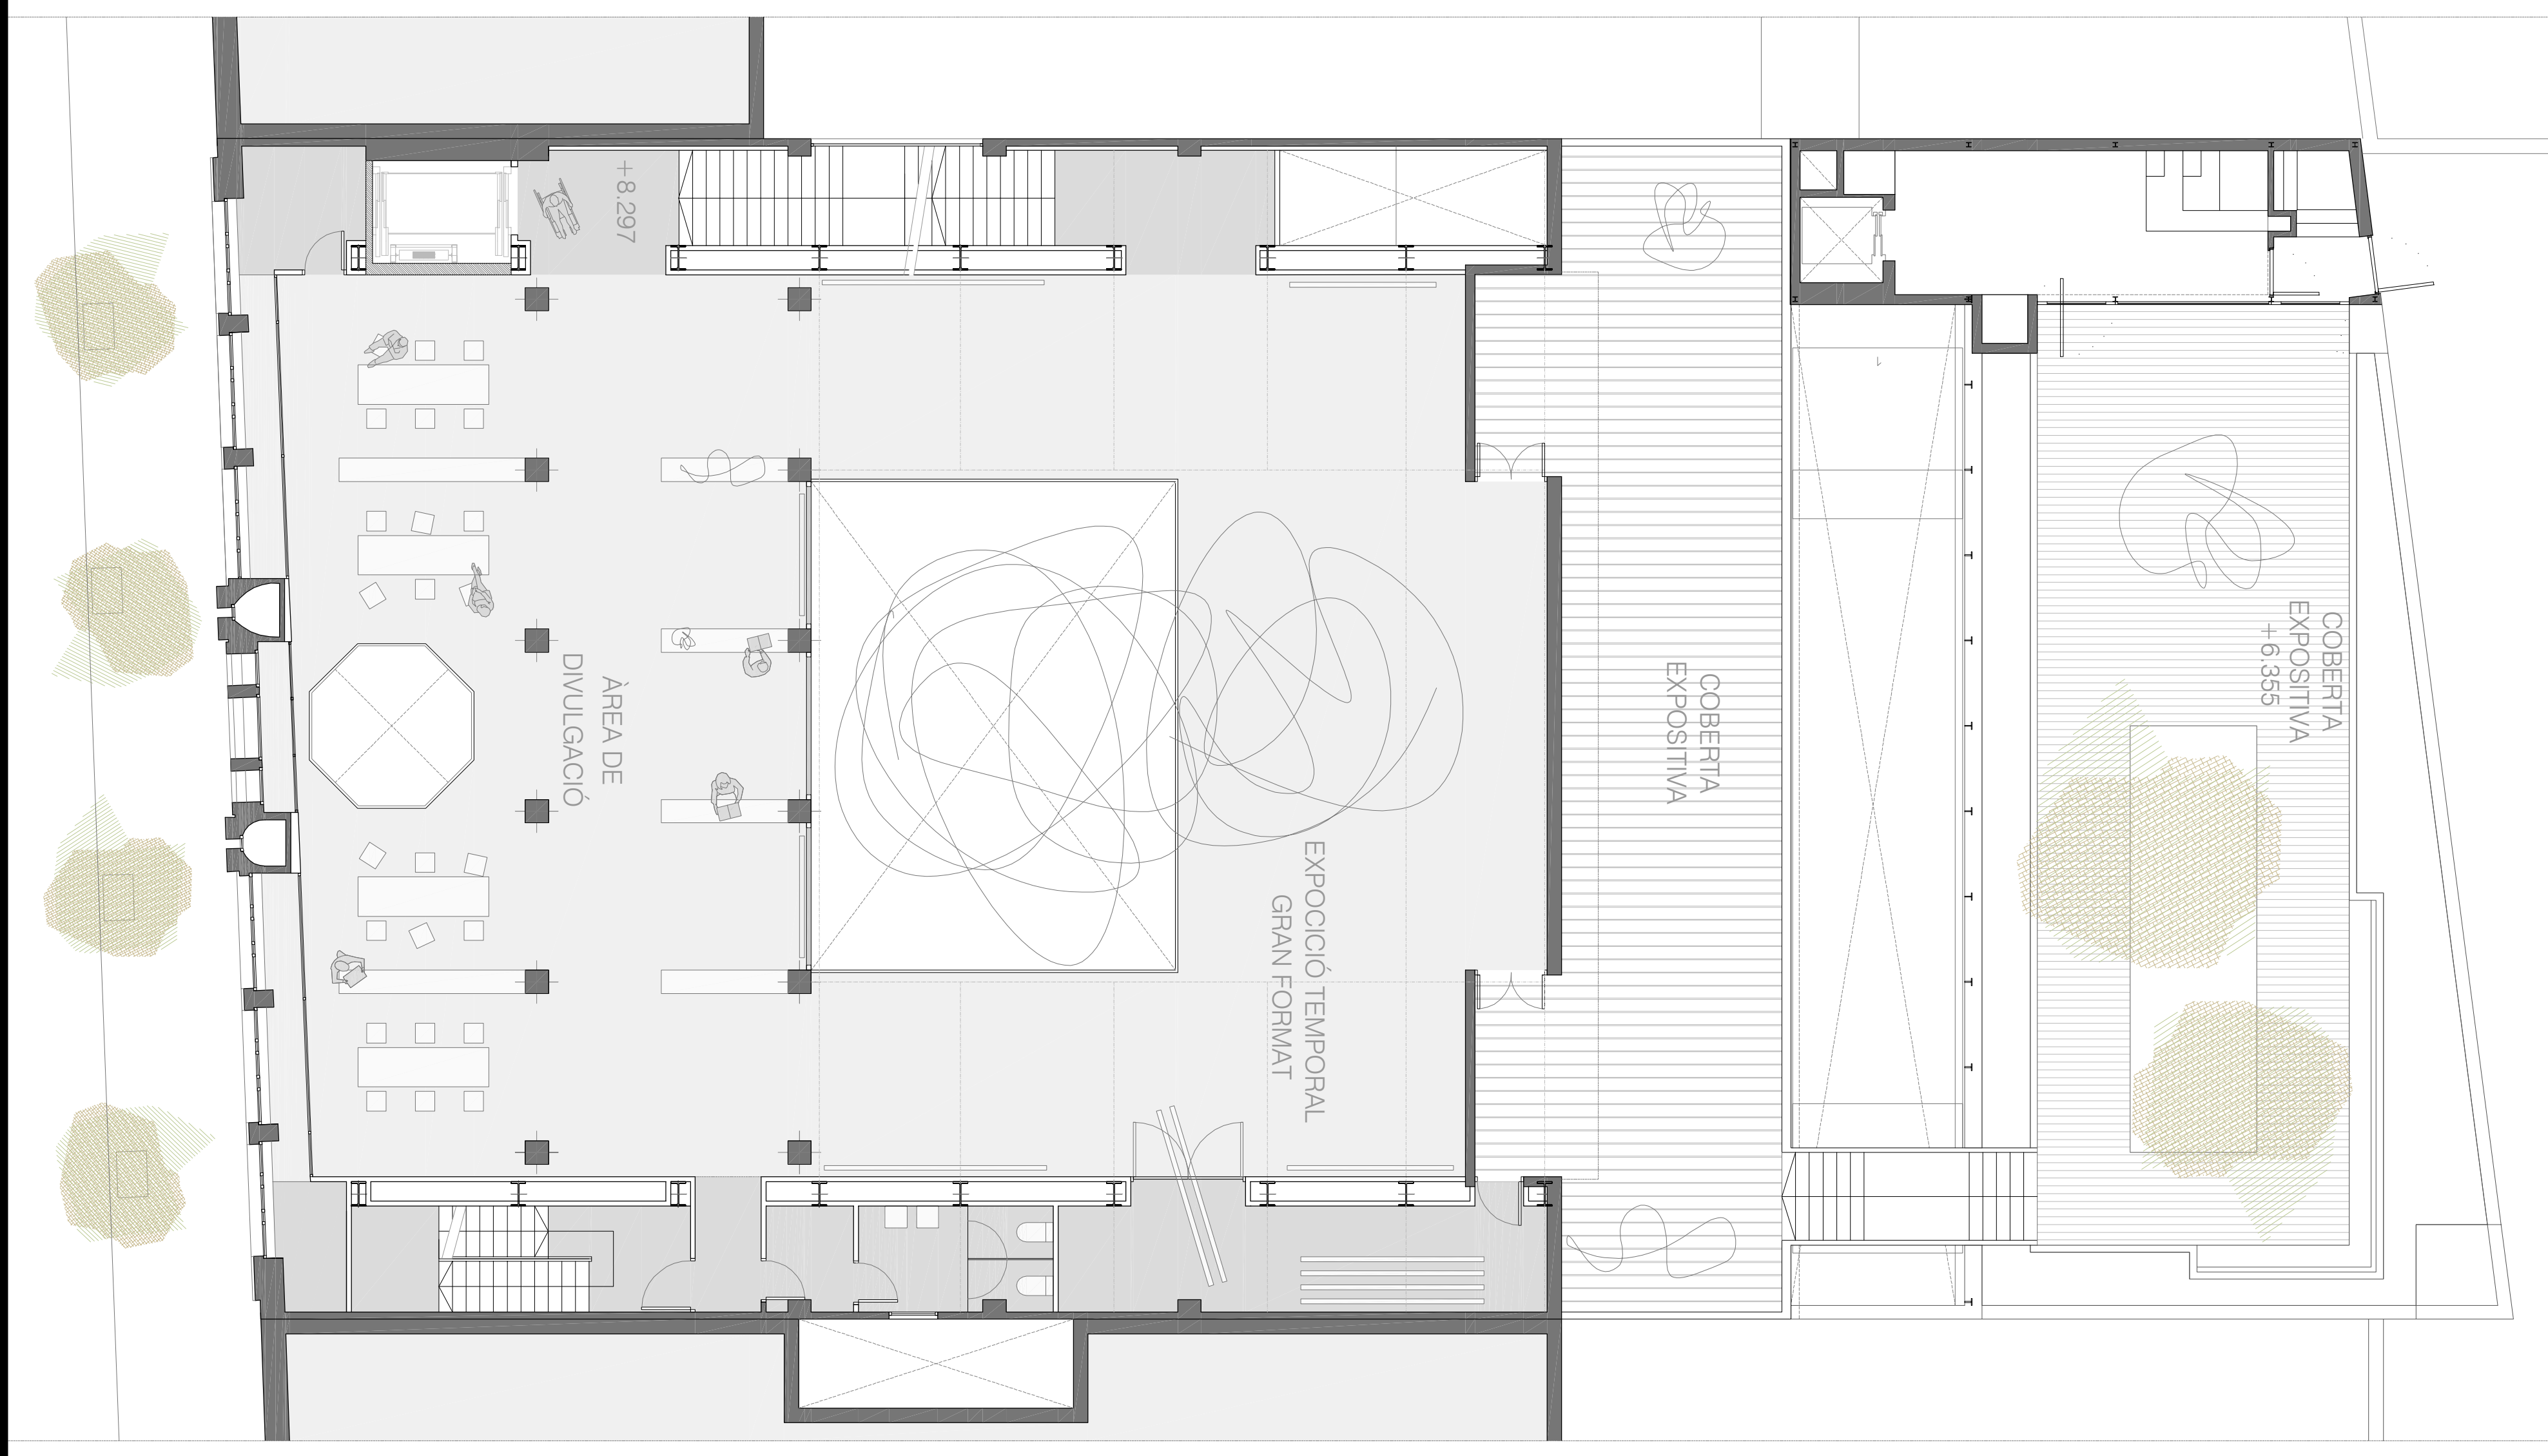 +8.297
ÀREA DE
DIVULGACIÓ
EXPOCICIÓ TEMPORAL
GRAN FORMAT
COBERTA
EXPOSITIVA
COBERTA
EXPOSITIVA
+6.355